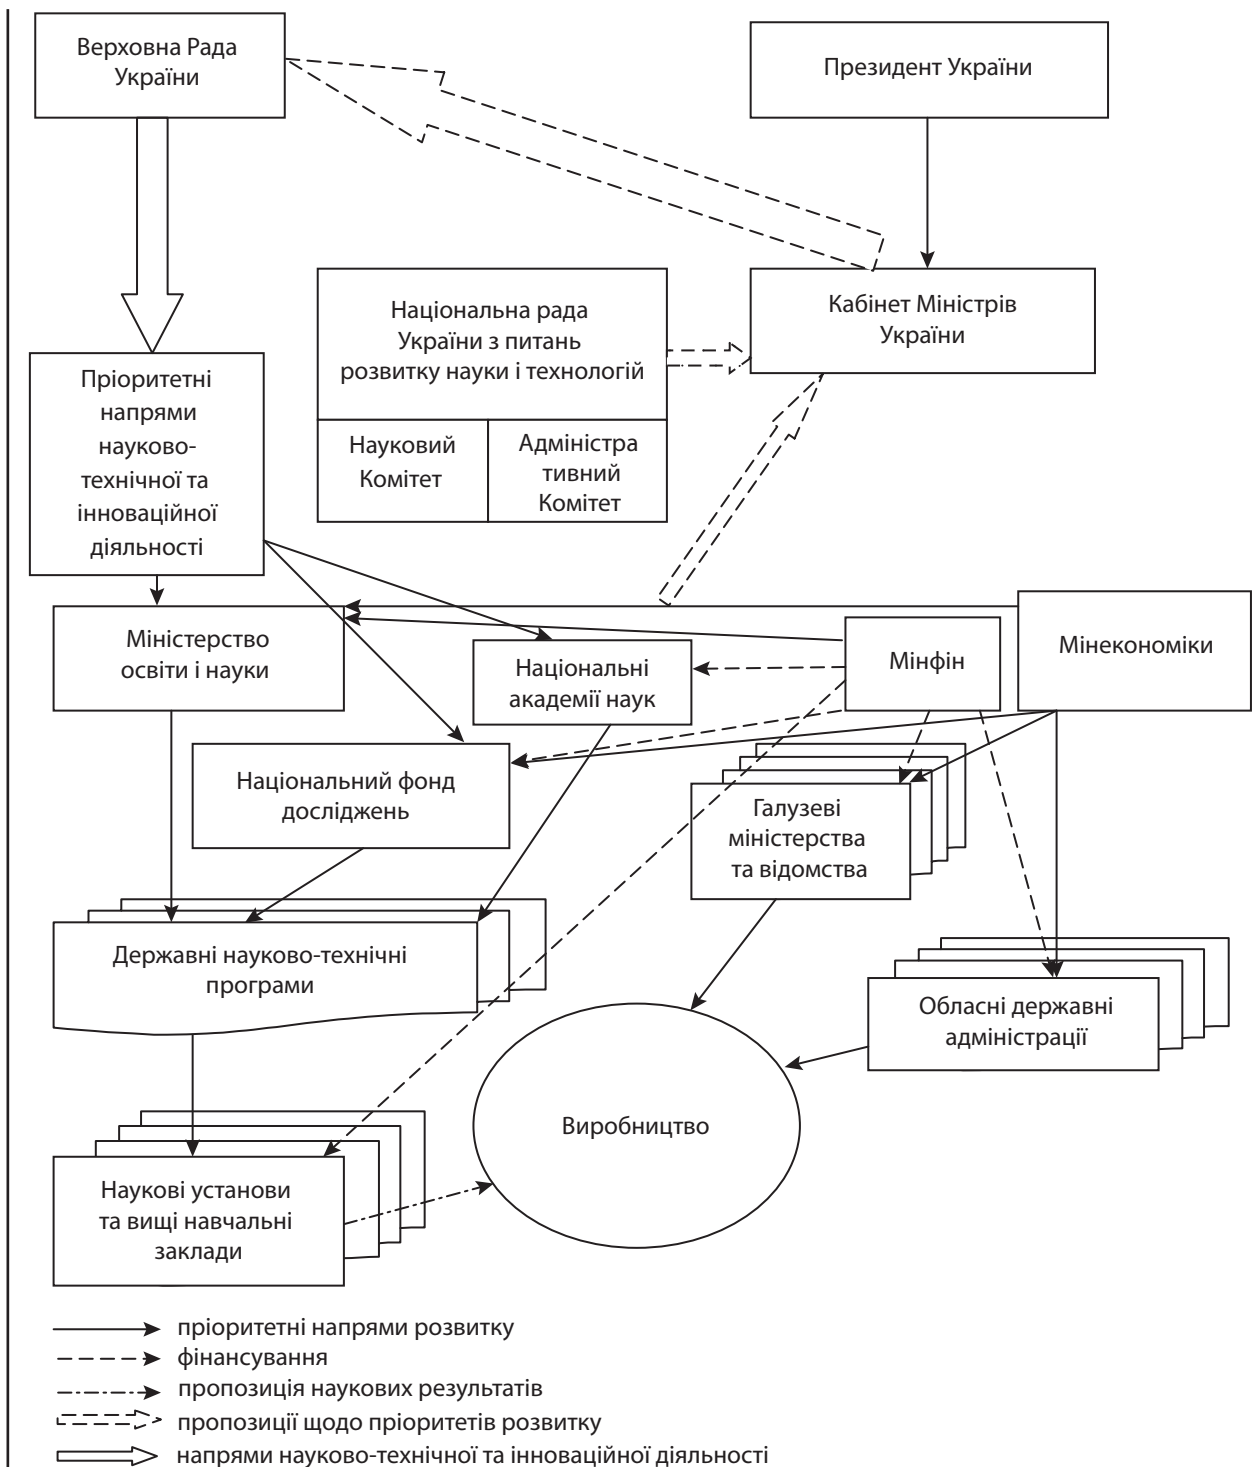 Верховна Рада
України
Президент України
Національна рада
України з питань
розвитку науки і технологій
Науковий
Комітет
Адміністра
тивний
Комітет
Кабінет Міністрів
України
Пріоритетні
напрями
науково-
технічної та
інноваційної
діяльності
Міністерство
освіти і науки
Національні
академії наук
Мінфін
Мінекономіки
Національний фонд
досліджень
Галузеві
міністерства
та відомства
Державні науково-технічні
програми
Обласні державні
адміністрації
Виробництво
Наукові установи
та вищі навчальні
заклади
пріоритетні напрями розвитку
фінансування
пропозиція наукових результатів
пропозиції щодо пріоритетів розвитку
напрями науково-технічної та інноваційної діяльності